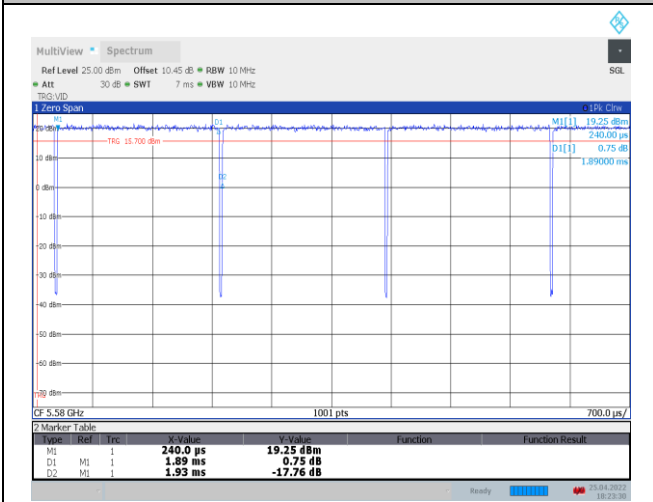 MultiView Spectrum
Ref Level 25.00 dBm Offset 10.45 dB RBW 10 MHz SGL
Att 30 dB SWT 7 ms VBW 10 MHz
TRG:VID
1 Zero Span 1Pk Clrw
M1 D1 M1[1] 19.25 dBm
20 dBm 240.00 µs
TRG 15.700 dBm D1[1] 0.75 dB
10 dBm 1.89000 ms
D2
0 dBm
-10 dBm
-20 dBm
-30 dBm
-40 dBm
-50 dBm
-60 dBm
-70 dBm
CF 5.58 GHz 1001 pts 700.0 µs/
2 Marker Table
Type Ref Trc X-Value Y-Value Function Function Result
M1 1 240.0 µs 19.25 dBm
D1 M1 1 1.89 ms 0.75 dB
D2 M1 1 1.93 ms -17.76 dB
Ready 23.04.2022
18:23:30